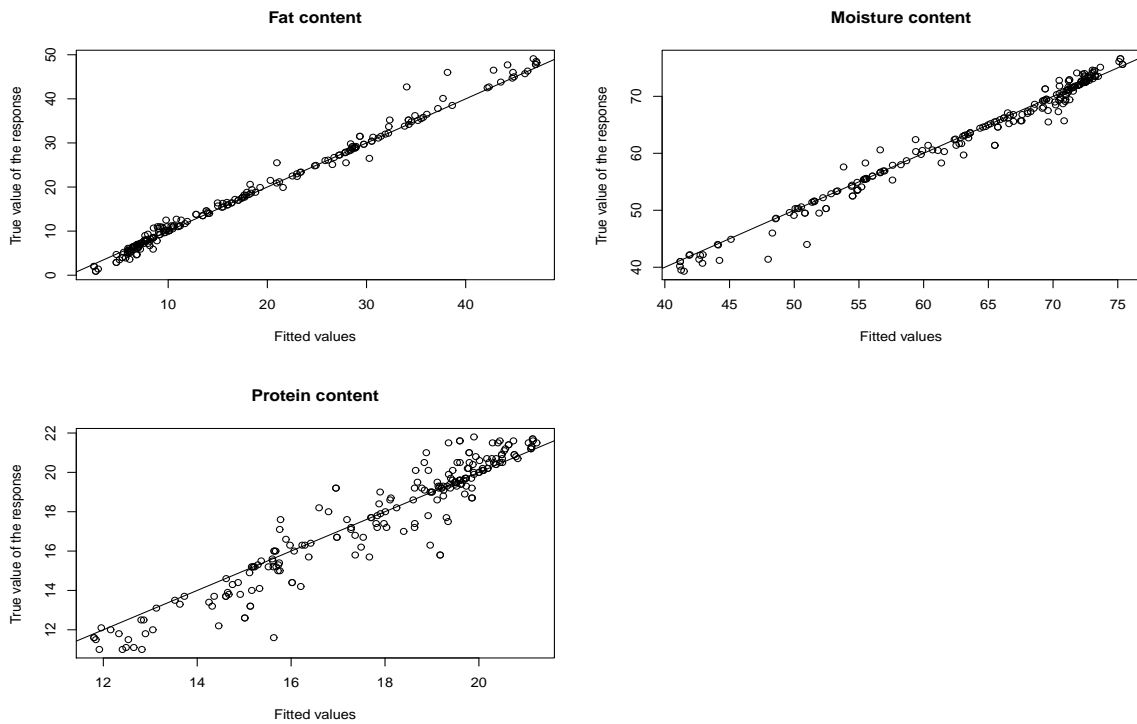 Fat content
True value of the response
0 10 20 30 40 50
10 20 30 40
Fitted values
Moisture content
True value of the response
40 50 60 70
40 45 50 55 60 65 70 75
Fitted values
Protein content
True value of the response
12 14 16 18 20 22
12 14 16 18 20
Fitted values